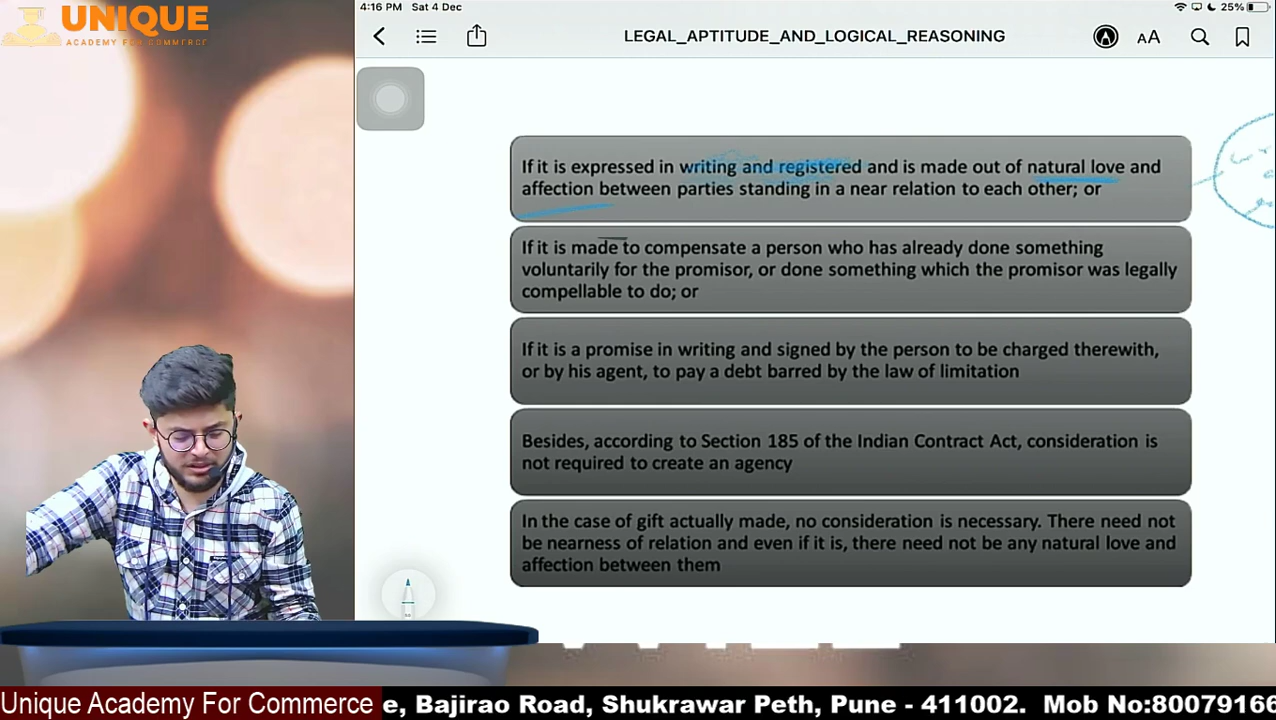 UNIQUE
ACADEMY FOR COMMERCE
4:16 PM Sat 4 Dec
25%
LEGAL_APTITUDE_AND_LOGICAL_REASONING
AA
If it is expressed in writing and registered and is made out of natural love and
affection between parties standing in a near relation to each other; or
If it is made to compensate a person who has already done something
voluntarily for the promisor, or done something which the promisor was legally
compellable to do; or
If it is a promise in writing and signed by the person to be charged therewith,
or by his agent, to pay a debt barred by the law of limitation
Besides, according to Section 185 of the Indian Contract Act, consideration is
not required to create an agency
In the case of gift actually made, no consideration is necessary. There need not
be nearness of relation and even if it is, there need not be any natural love and
affection between them
Unique Academy For Commerce e, Bajirao Road, Shukrawar Peth, Pune - 411002. Mob No:80079166